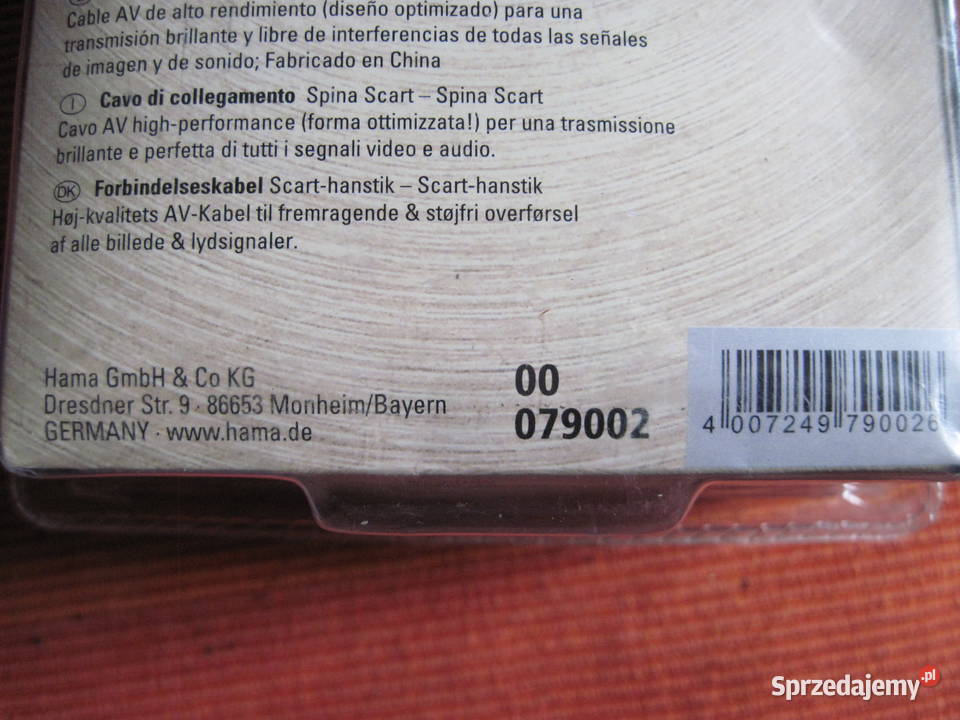 Cable AV de alto rendimiento (diseño optimizado) para una
transmisión brillante y libre de interferencias de todas las señales
de imagen y de sonido; Fabricado en China
I Cavo di collegamento Spina Scart – Spina Scart
Cavo AV high-performance (forma ottimizzata!) per una trasmissione
brillante e perfetta di tutti i segnali video e audio.
DK Forbindelseskabel Scart-hanstik – Scart-hanstik
Høj-kvalitets AV-Kabel til fremragende & støjfri overførsel
af alle billede & lydsignaler.
Hama GmbH & Co KG
Dresdner Str. 9 · 86653 Monheim/Bayern
GERMANY · www.hama.de
00
079002
4 007249 790026
Sprzedajemy.pl